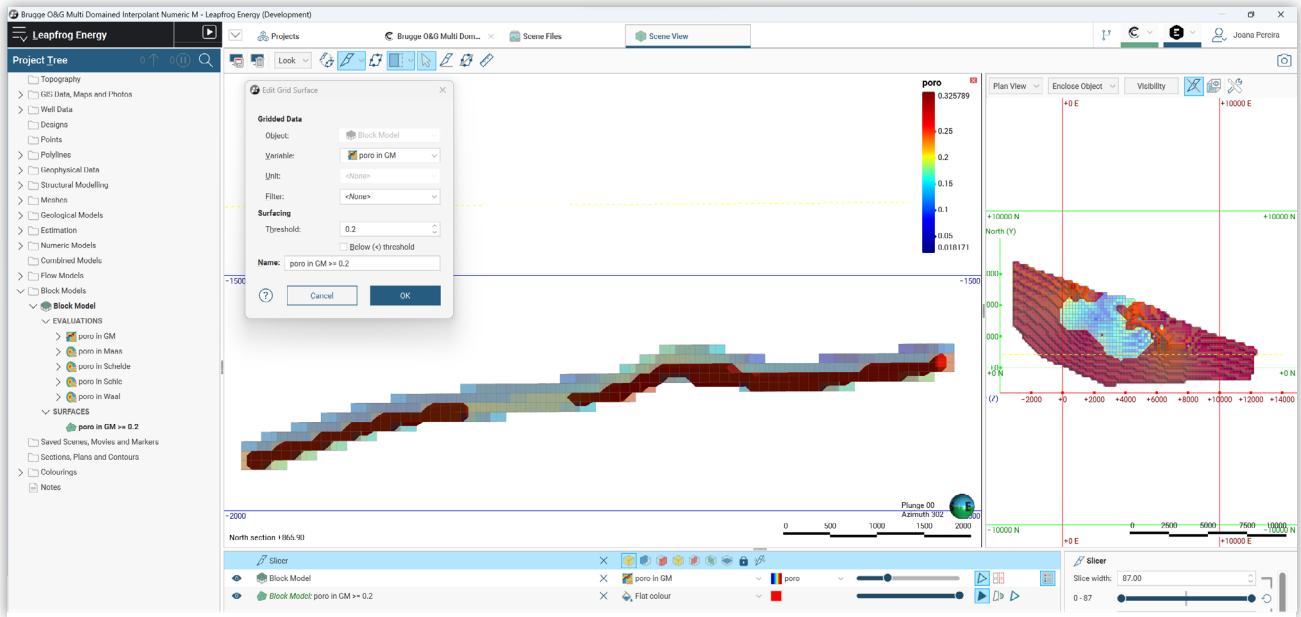 Brugge O&G Multi Domained Interpolant Numeric M - Leapfrog Energy (Development)
Leapfrog Energy
Projects
Brugge O&G Multi Dom...
Scene Files
Scene View
Joana Pereira
Project Tree
0
0
Look
Topography
GIS Data, Maps and Photos
Well Data
Designs
Points
Polylines
Geophysical Data
Structural Modelling
Meshes
Geological Models
Estimation
Numeric Models
Combined Models
Flow Models
Block Models
Block Model
EVALUATIONS
poro in GM
poro in Maas
poro in Schelde
poro in Schie
poro in Waal
SURFACES
poro in GM >= 0.2
Saved Scenes, Movies and Markers
Sections, Plans and Contours
Colourings
Notes
Edit Grid Surface
Gridded Data
Object: Block Model
Variable: poro in GM
Unit: <None>
Filter: <None>
Surfacing
Threshold: 0.2
Below (<) threshold
Name: poro in GM >= 0.2
? Cancel OK
poro
0.325789
0.25
0.2
0.15
0.1
0.05
0.018171
-1500 -1500
-2000
Plunge 00
Azimuth 302
E
0 500 1000 1500 2000
North section +865.90
Plan View Enclose Object Visibility
+0 E +10000 E
+10000 N +10000 N
North (Y)
+0 N +0 N
(Z) -2000 +0 +2000 +4000 +6000 +8000 +10000 +12000 +14000
0 2500 5000 7500 10000
-10000 N -10000 N
+0 E +10000 E
Slicer
Block Model poro in GM poro
Block Model: poro in GM >= 0.2 Flat colour
Slicer
Slice width: 87.00
0 - 87